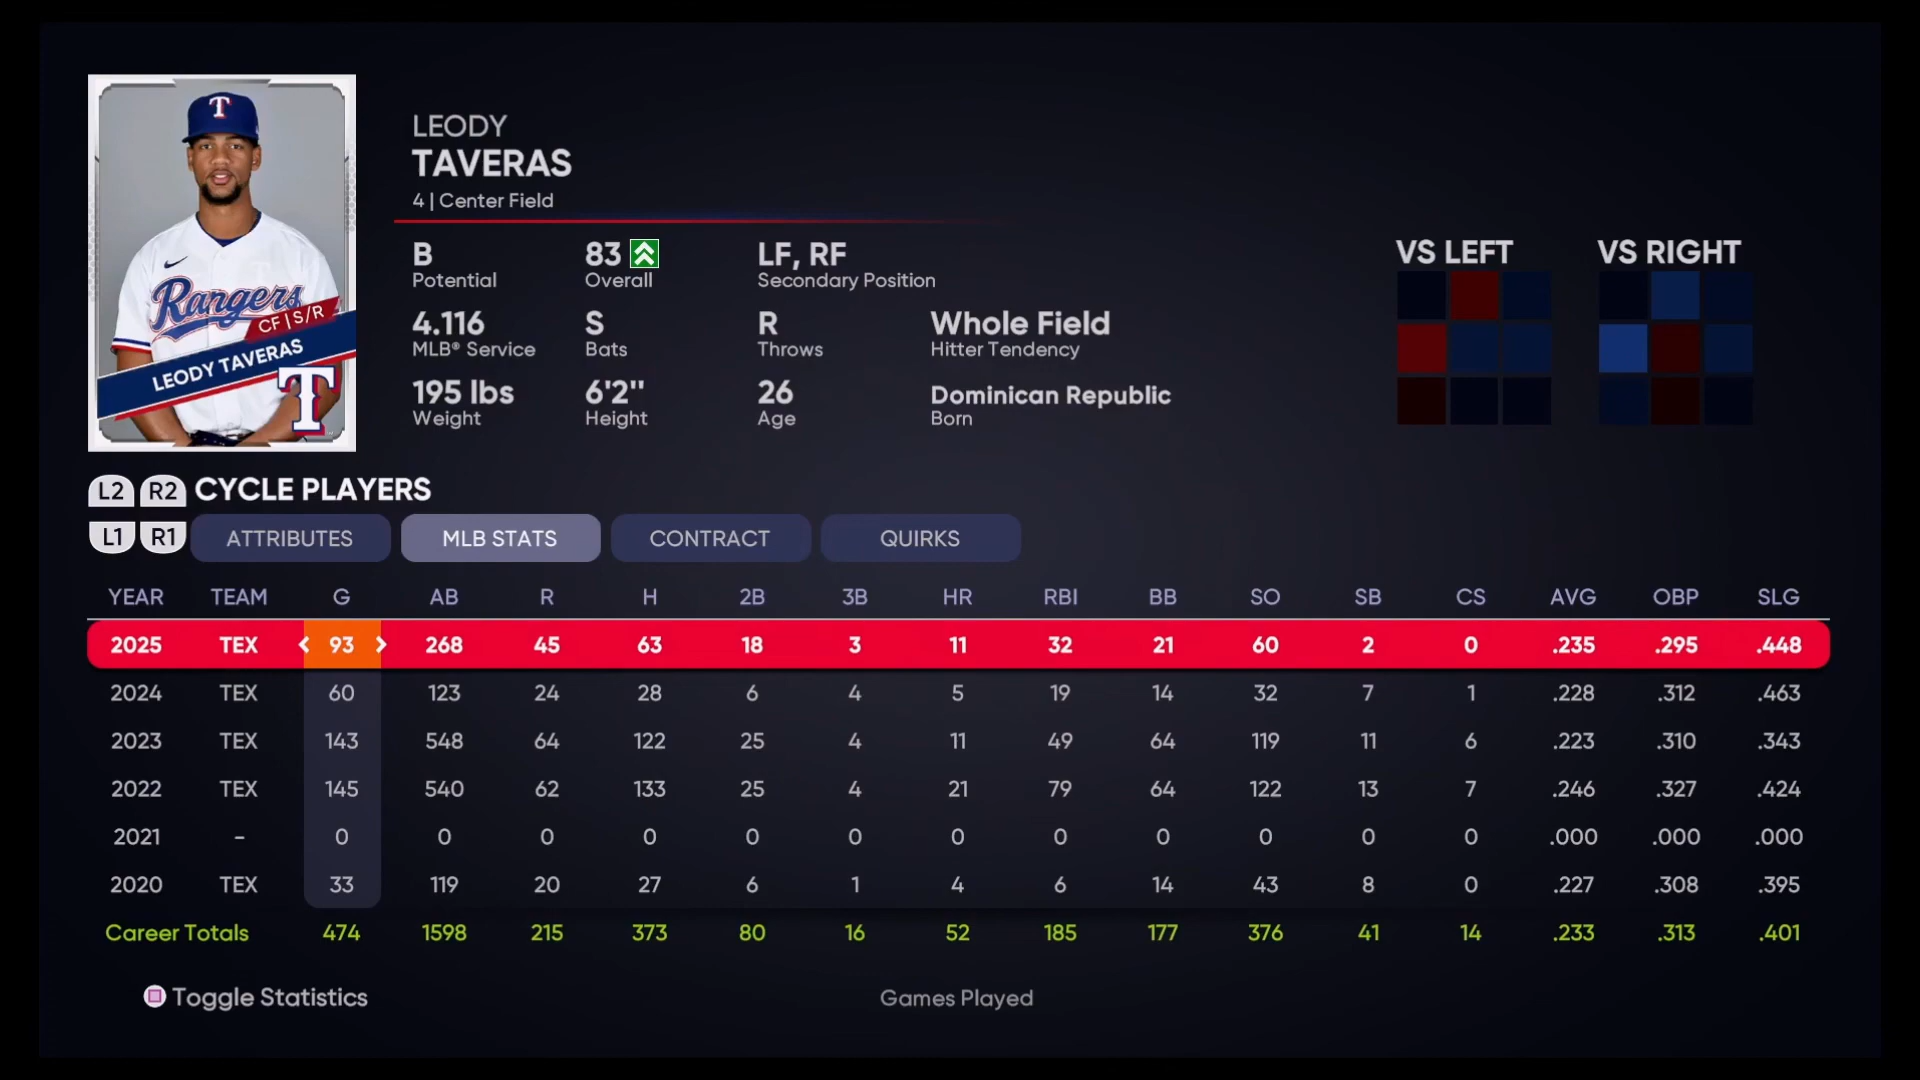 T
Rangers
CF | S/R
LEODY TAVERAS
T
LEODY
TAVERAS
4 | Center Field
B
Potential
83
Overall
LF, RF
Secondary Position
4.116
MLB® Service
S
Bats
R
Throws
Whole Field
Hitter Tendency
195 lbs
Weight
6'2"
Height
26
Age
Dominican Republic
Born
VS LEFT
VS RIGHT
L2 R2 CYCLE PLAYERS
L1 R1 ATTRIBUTES MLB STATS CONTRACT QUIRKS
YEAR TEAM G AB R H 2B 3B HR RBI BB SO SB CS AVG OBP SLG
2025 TEX 93 268 45 63 18 3 11 32 21 60 2 0 .235 .295 .448
2024 TEX 60 123 24 28 6 4 5 19 14 32 7 1 .228 .312 .463
2023 TEX 143 548 64 122 25 4 11 49 64 119 11 6 .223 .310 .343
2022 TEX 145 540 62 133 25 4 21 79 64 122 13 7 .246 .327 .424
2021 - 0 0 0 0 0 0 0 0 0 0 0 0 .000 .000 .000
2020 TEX 33 119 20 27 6 1 4 6 14 43 8 0 .227 .308 .395
Career Totals 474 1598 215 373 80 16 52 185 177 376 41 14 .233 .313 .401
Toggle Statistics
Games Played